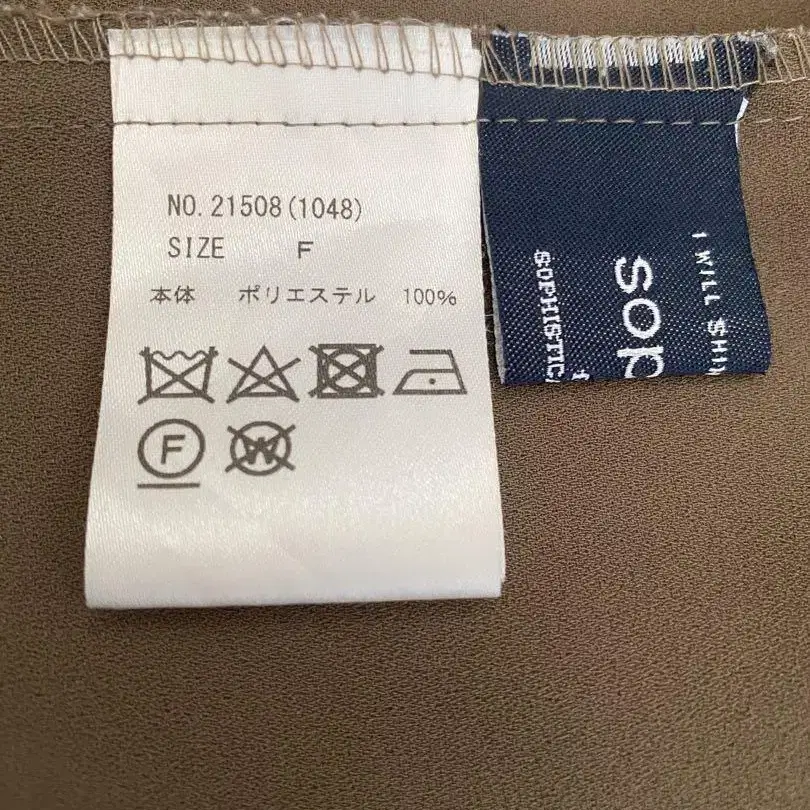 NO. 21508(1048)
SIZE F
本体 ポリエステル 100%
F
W
I WILL SHI
sop
SOPHISTIC